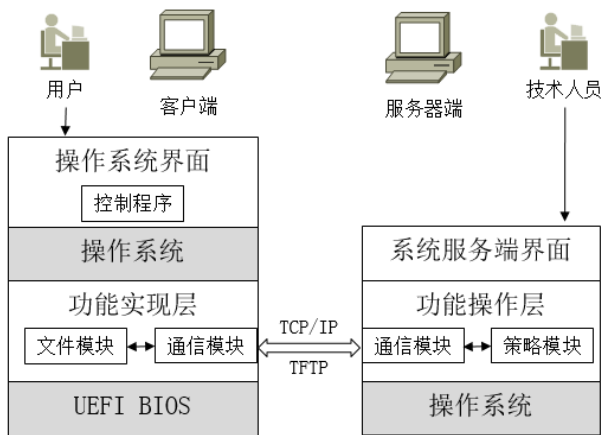 用户
客户端
服务器端
技术人员
操作系统界面
控制程序
操作系统
功能实现层
文件模块
通信模块
UEFI BIOS
TCP/IP
TFTP
系统服务端界面
功能操作层
通信模块
策略模块
操作系统